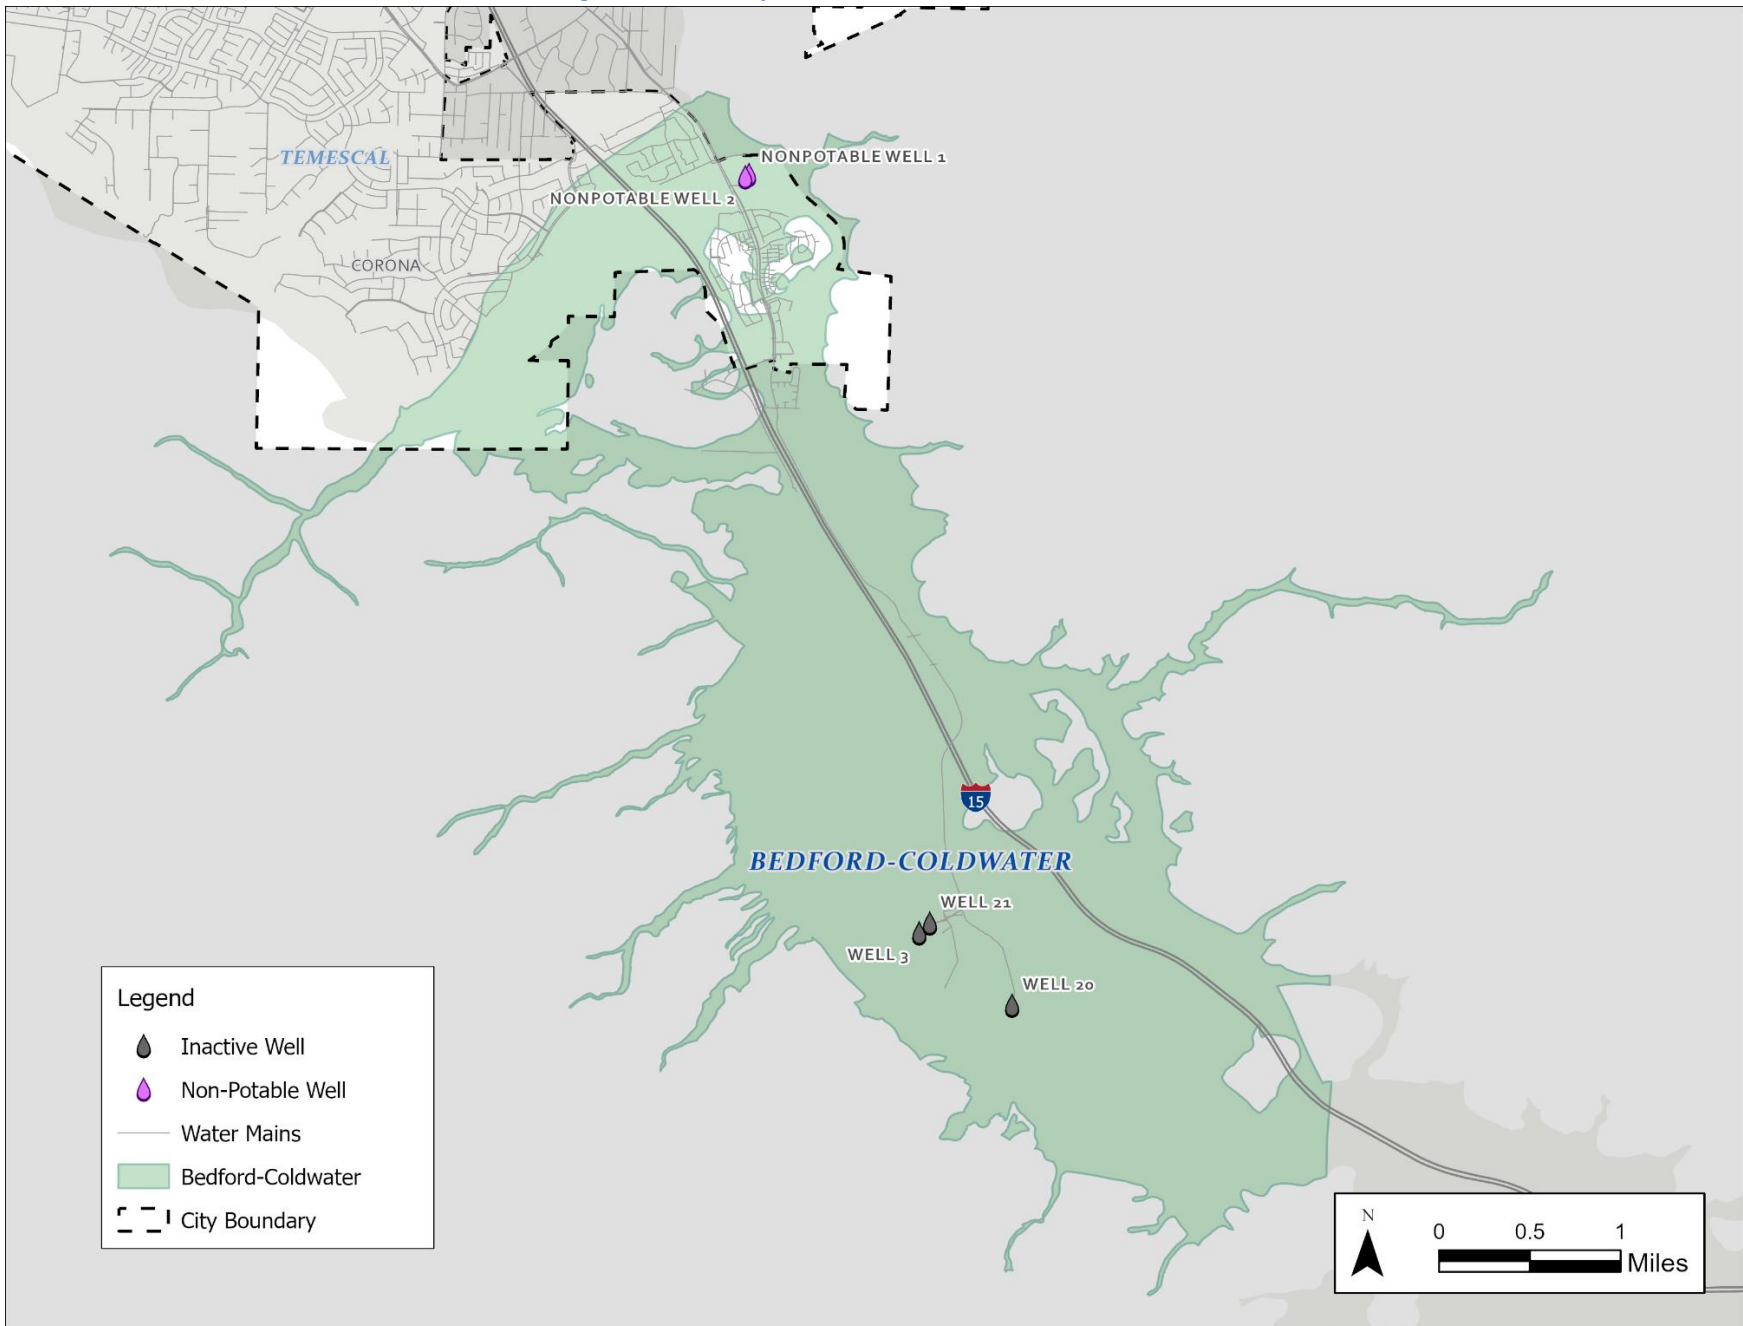 TEMESCAL
NONPOTABLE WELL 1
NONPOTABLE WELL 2
CORONA
15
BEDFORD-COLDWATER
WELL 21
WELL 3
WELL 20
Legend
Inactive Well
Non-Potable Well
Water Mains
Bedford-Coldwater
City Boundary
N
0 0.5 1
Miles